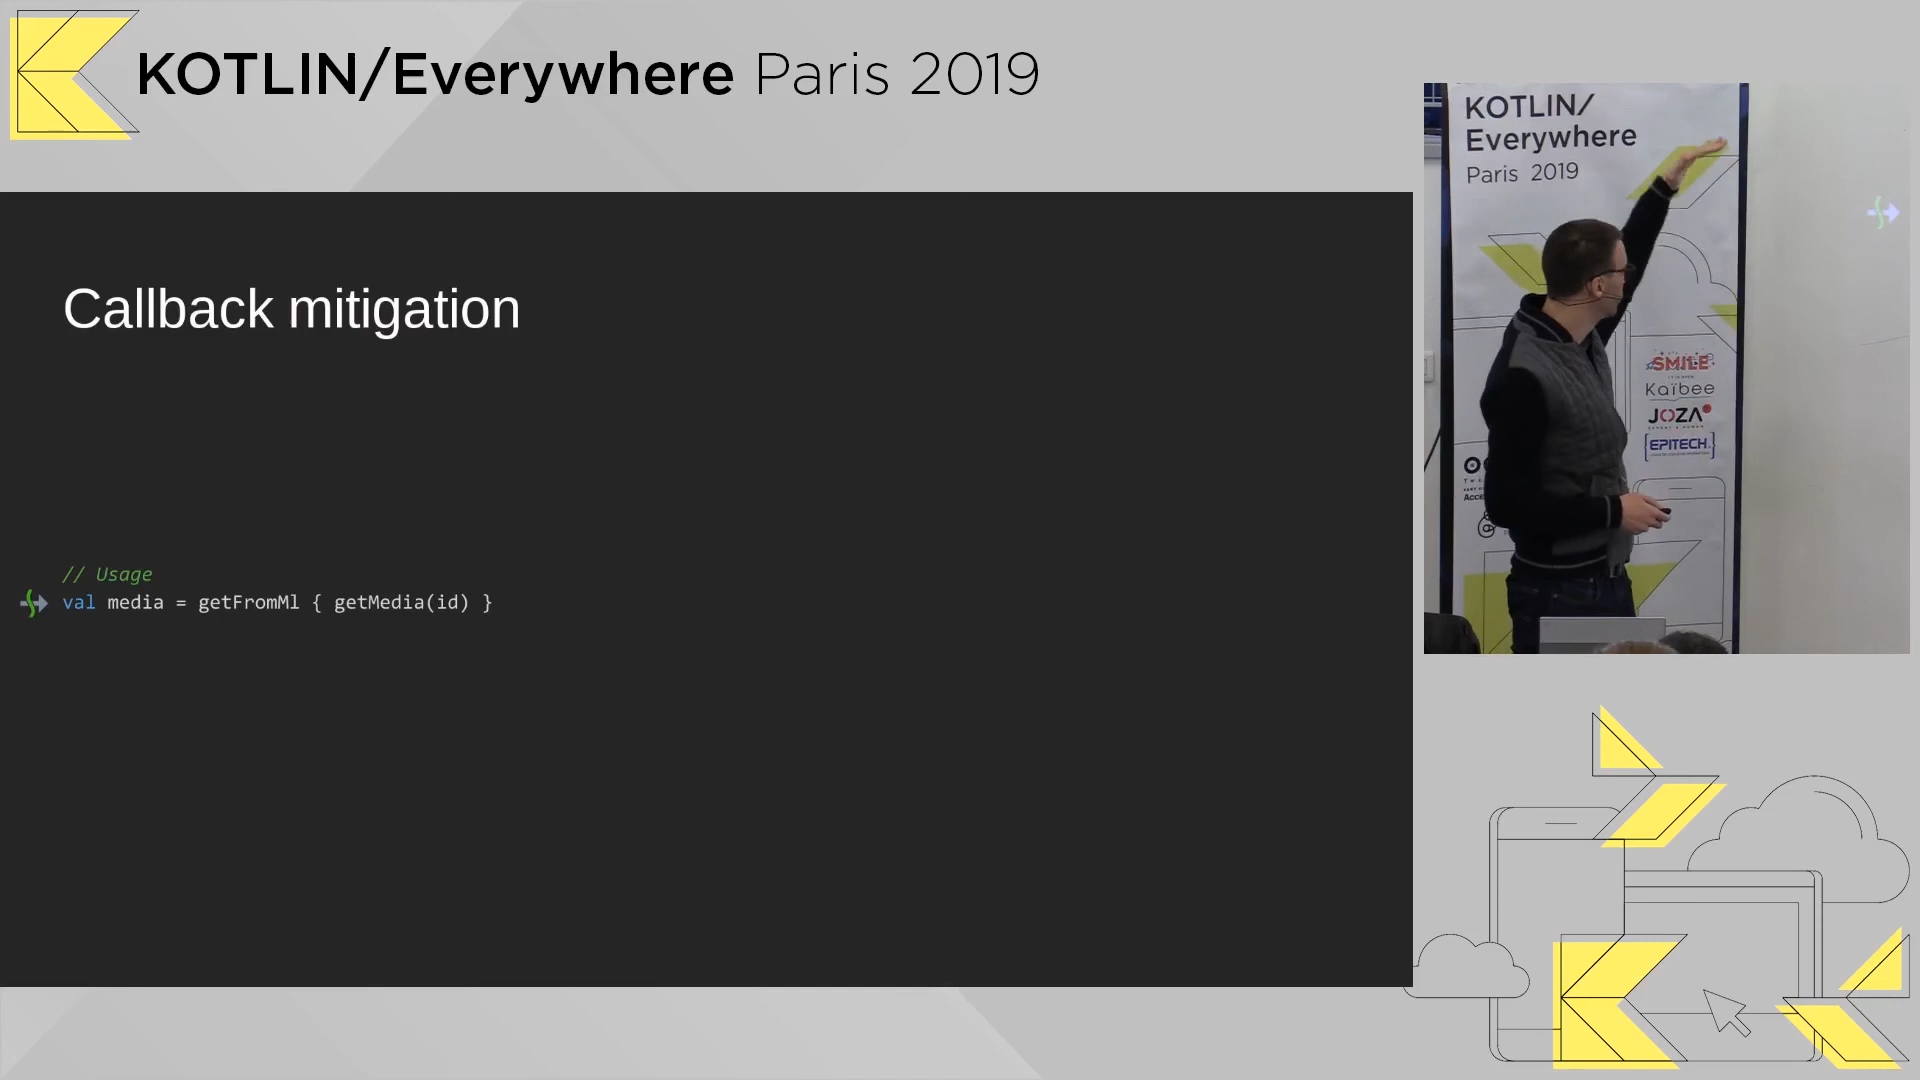 KOTLIN/Everywhere Paris 2019
Callback mitigation
// Usage
val media = getFromMl { getMedia(id) }
KOTLIN/
Everywhere
Paris 2019
SMILE
Kaïbee
JOZA
EPITECH